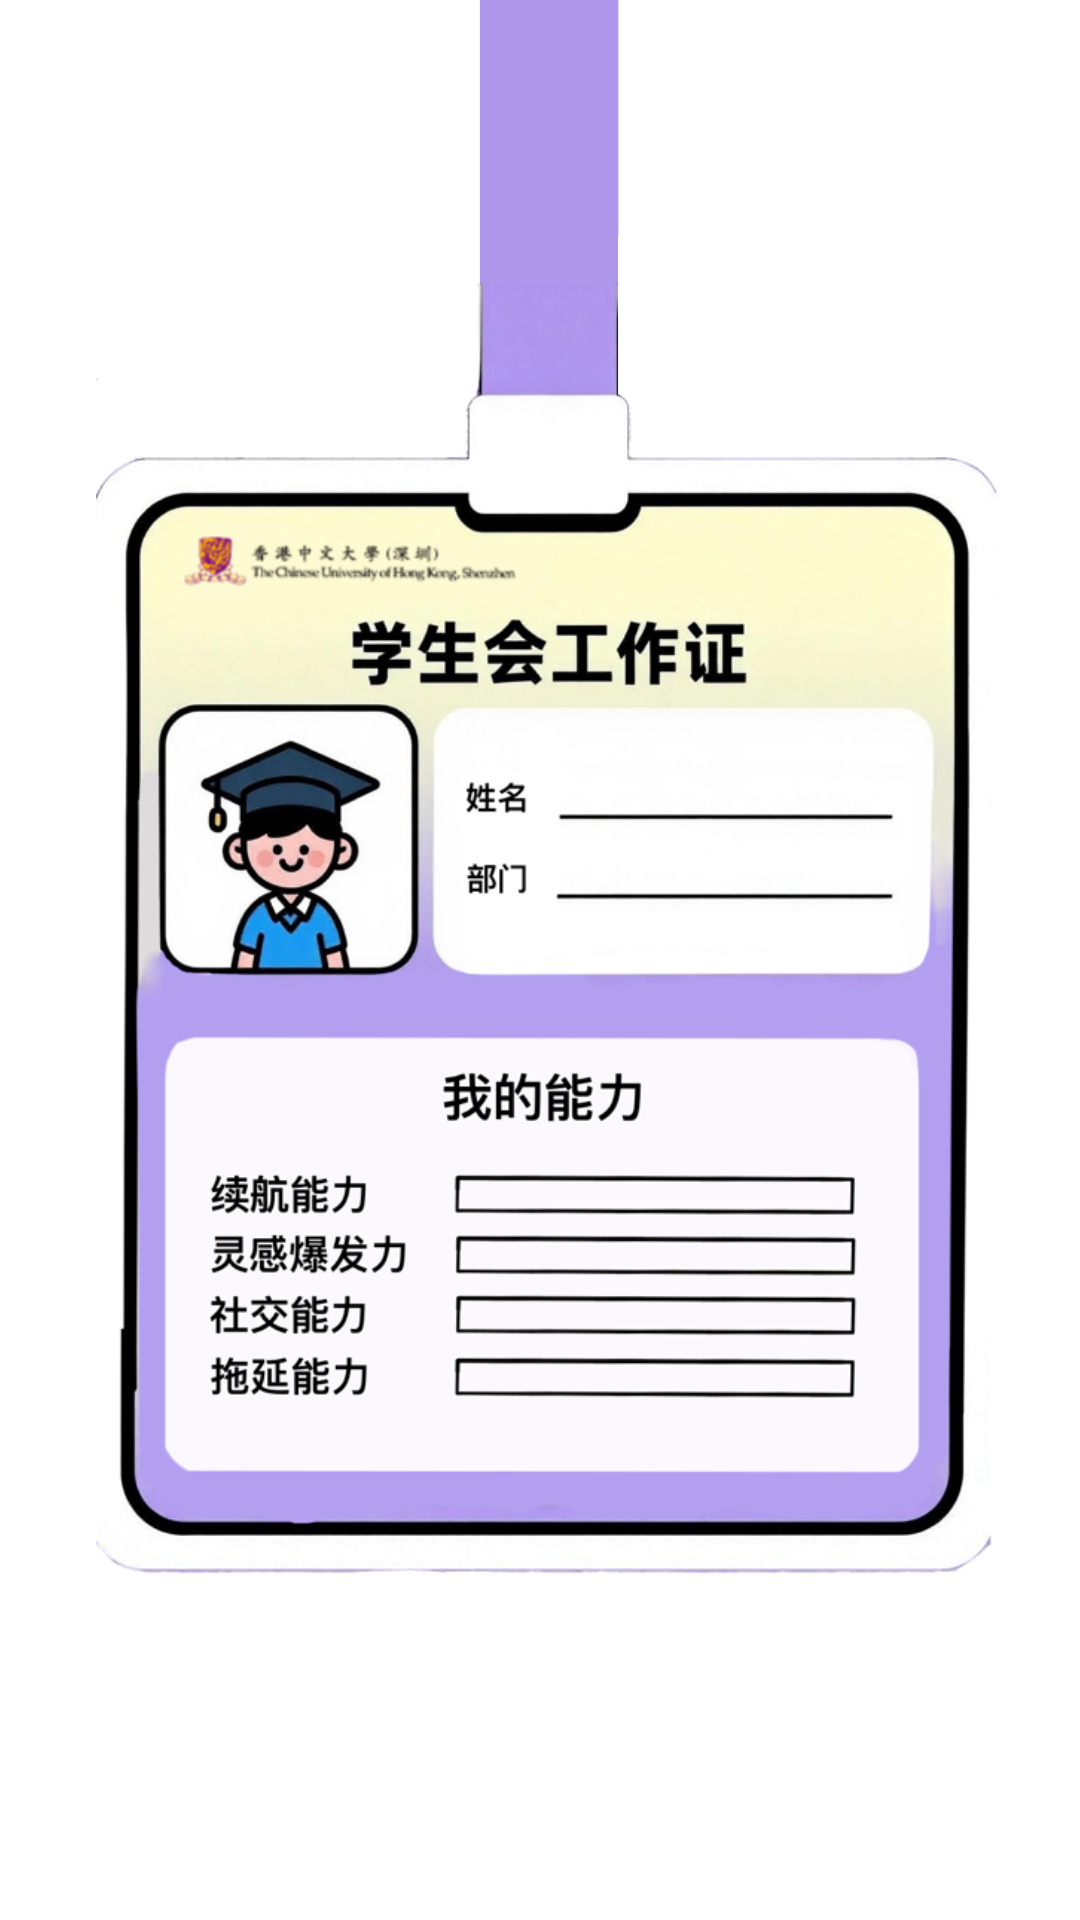 香港中文大學(深圳)
The Chinese University of Hong Kong, Shenzhen
学生会工作证
姓名
部门
我的能力
续航能力
灵感爆发力
社交能力
拖延能力